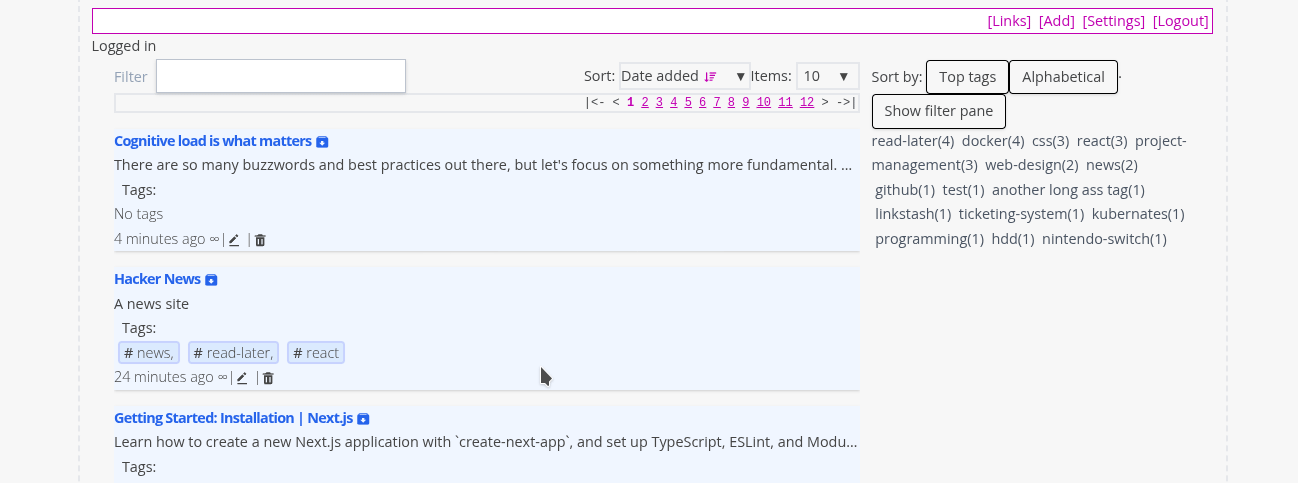 [Links] [Add] [Settings] [Logout]
Logged in
Filter Sort: Date added ▼ Items: 10 ▼
|<- < 1 2 3 4 5 6 7 8 9 10 11 12 > ->|
Cognitive load is what matters
There are so many buzzwords and best practices out there, but let's focus on something more fundamental. ...
Tags:
No tags
4 minutes ago ∞ | |
Hacker News
A news site
Tags:
# news, # read-later, # react
24 minutes ago ∞ | |
Getting Started: Installation | Next.js
Learn how to create a new Next.js application with `create-next-app`, and set up TypeScript, ESLint, and Modu...
Tags:
Sort by: Top tags Alphabetical ·
Show filter pane
read-later(4) docker(4) css(3) react(3) project-
management(3) web-design(2) news(2)
github(1) test(1) another long ass tag(1)
linkstash(1) ticketing-system(1) kubernates(1)
programming(1) hdd(1) nintendo-switch(1)